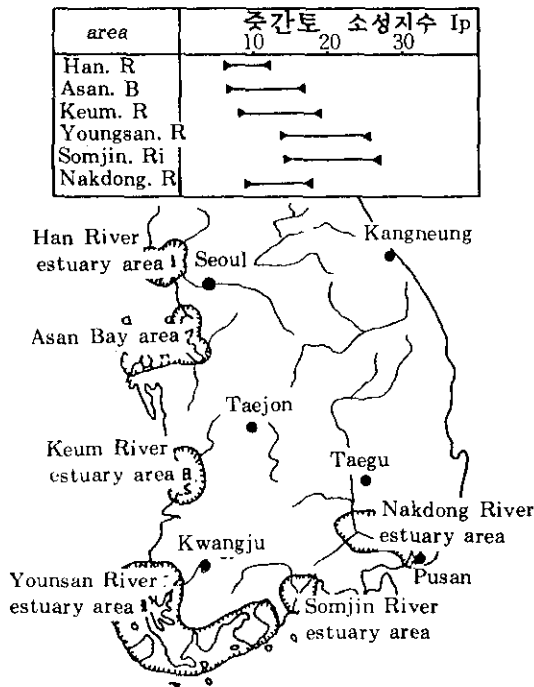 area 중간토 소성지수 Ip
10 20 30
Han. R
Asan. B
Keum. R
Youngsan. R
Somjin. Ri
Nakdong. R
Han River
estuary area
Seoul
Kangneung
Asan Bay area
Taejon
Keum River
estuary area
Taegu
Nakdong River
estuary area
Kwangju
Pusan
Younsan River
estuary area
Somjin River
estuary area